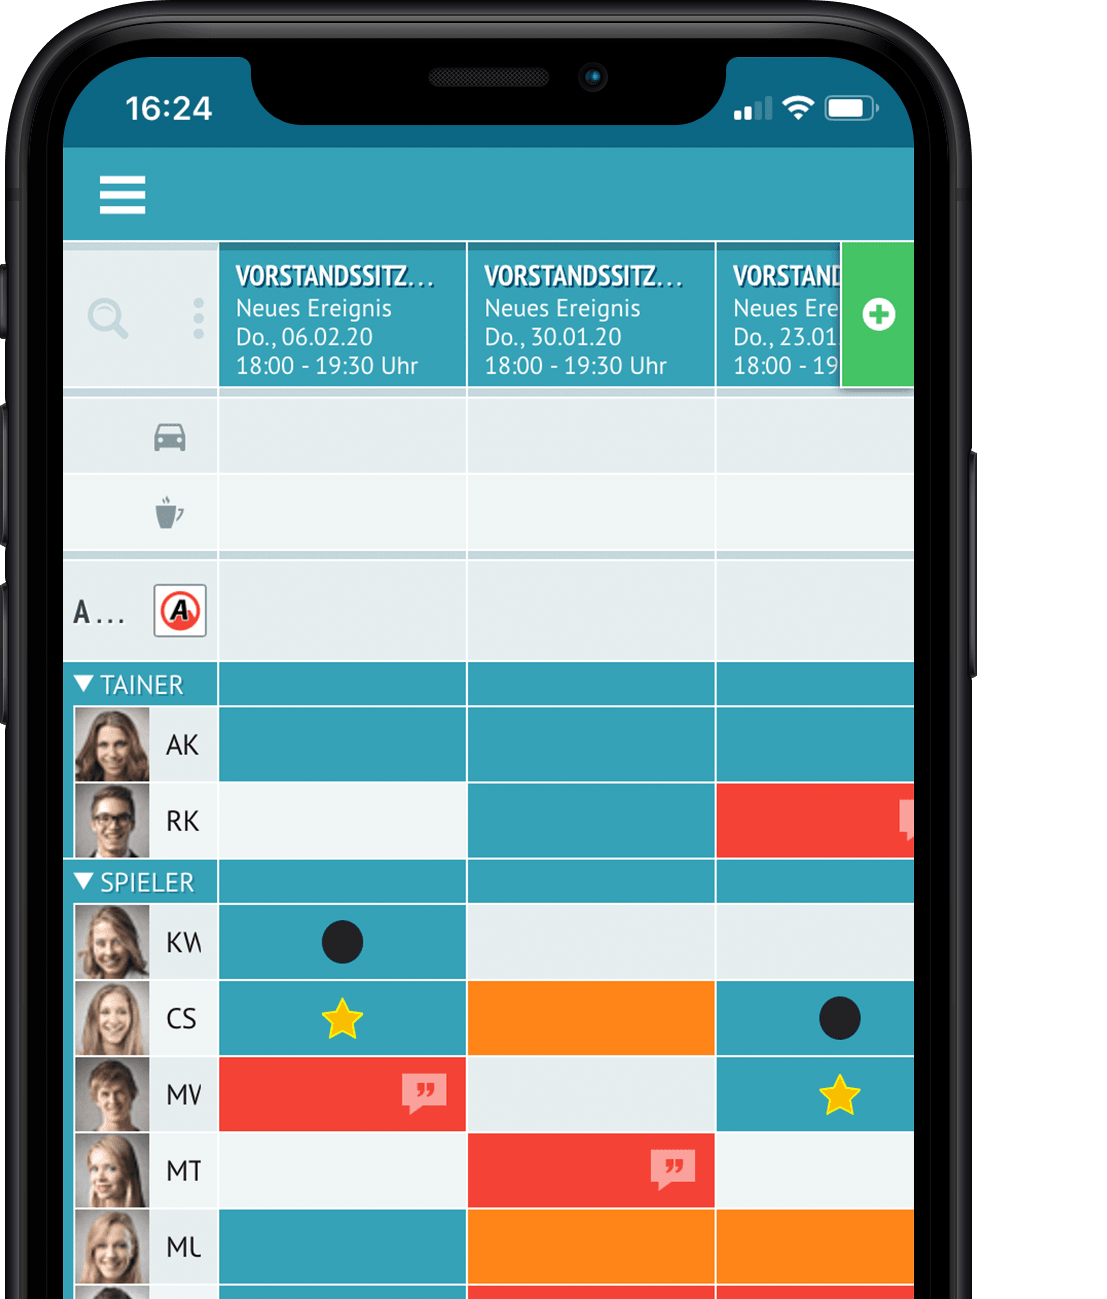 16:24
VORSTANDSSITZ...
Neues Ereignis
Do., 06.02.20
18:00 - 19:30 Uhr
VORSTANDSSITZ...
Neues Ereignis
Do., 30.01.20
18:00 - 19:30 Uhr
VORSTAND
Neues Ere
Do., 23.01
18:00 - 19
A...
A
TAINER
AK
RK
SPIELER
KW
CS
MW
MT